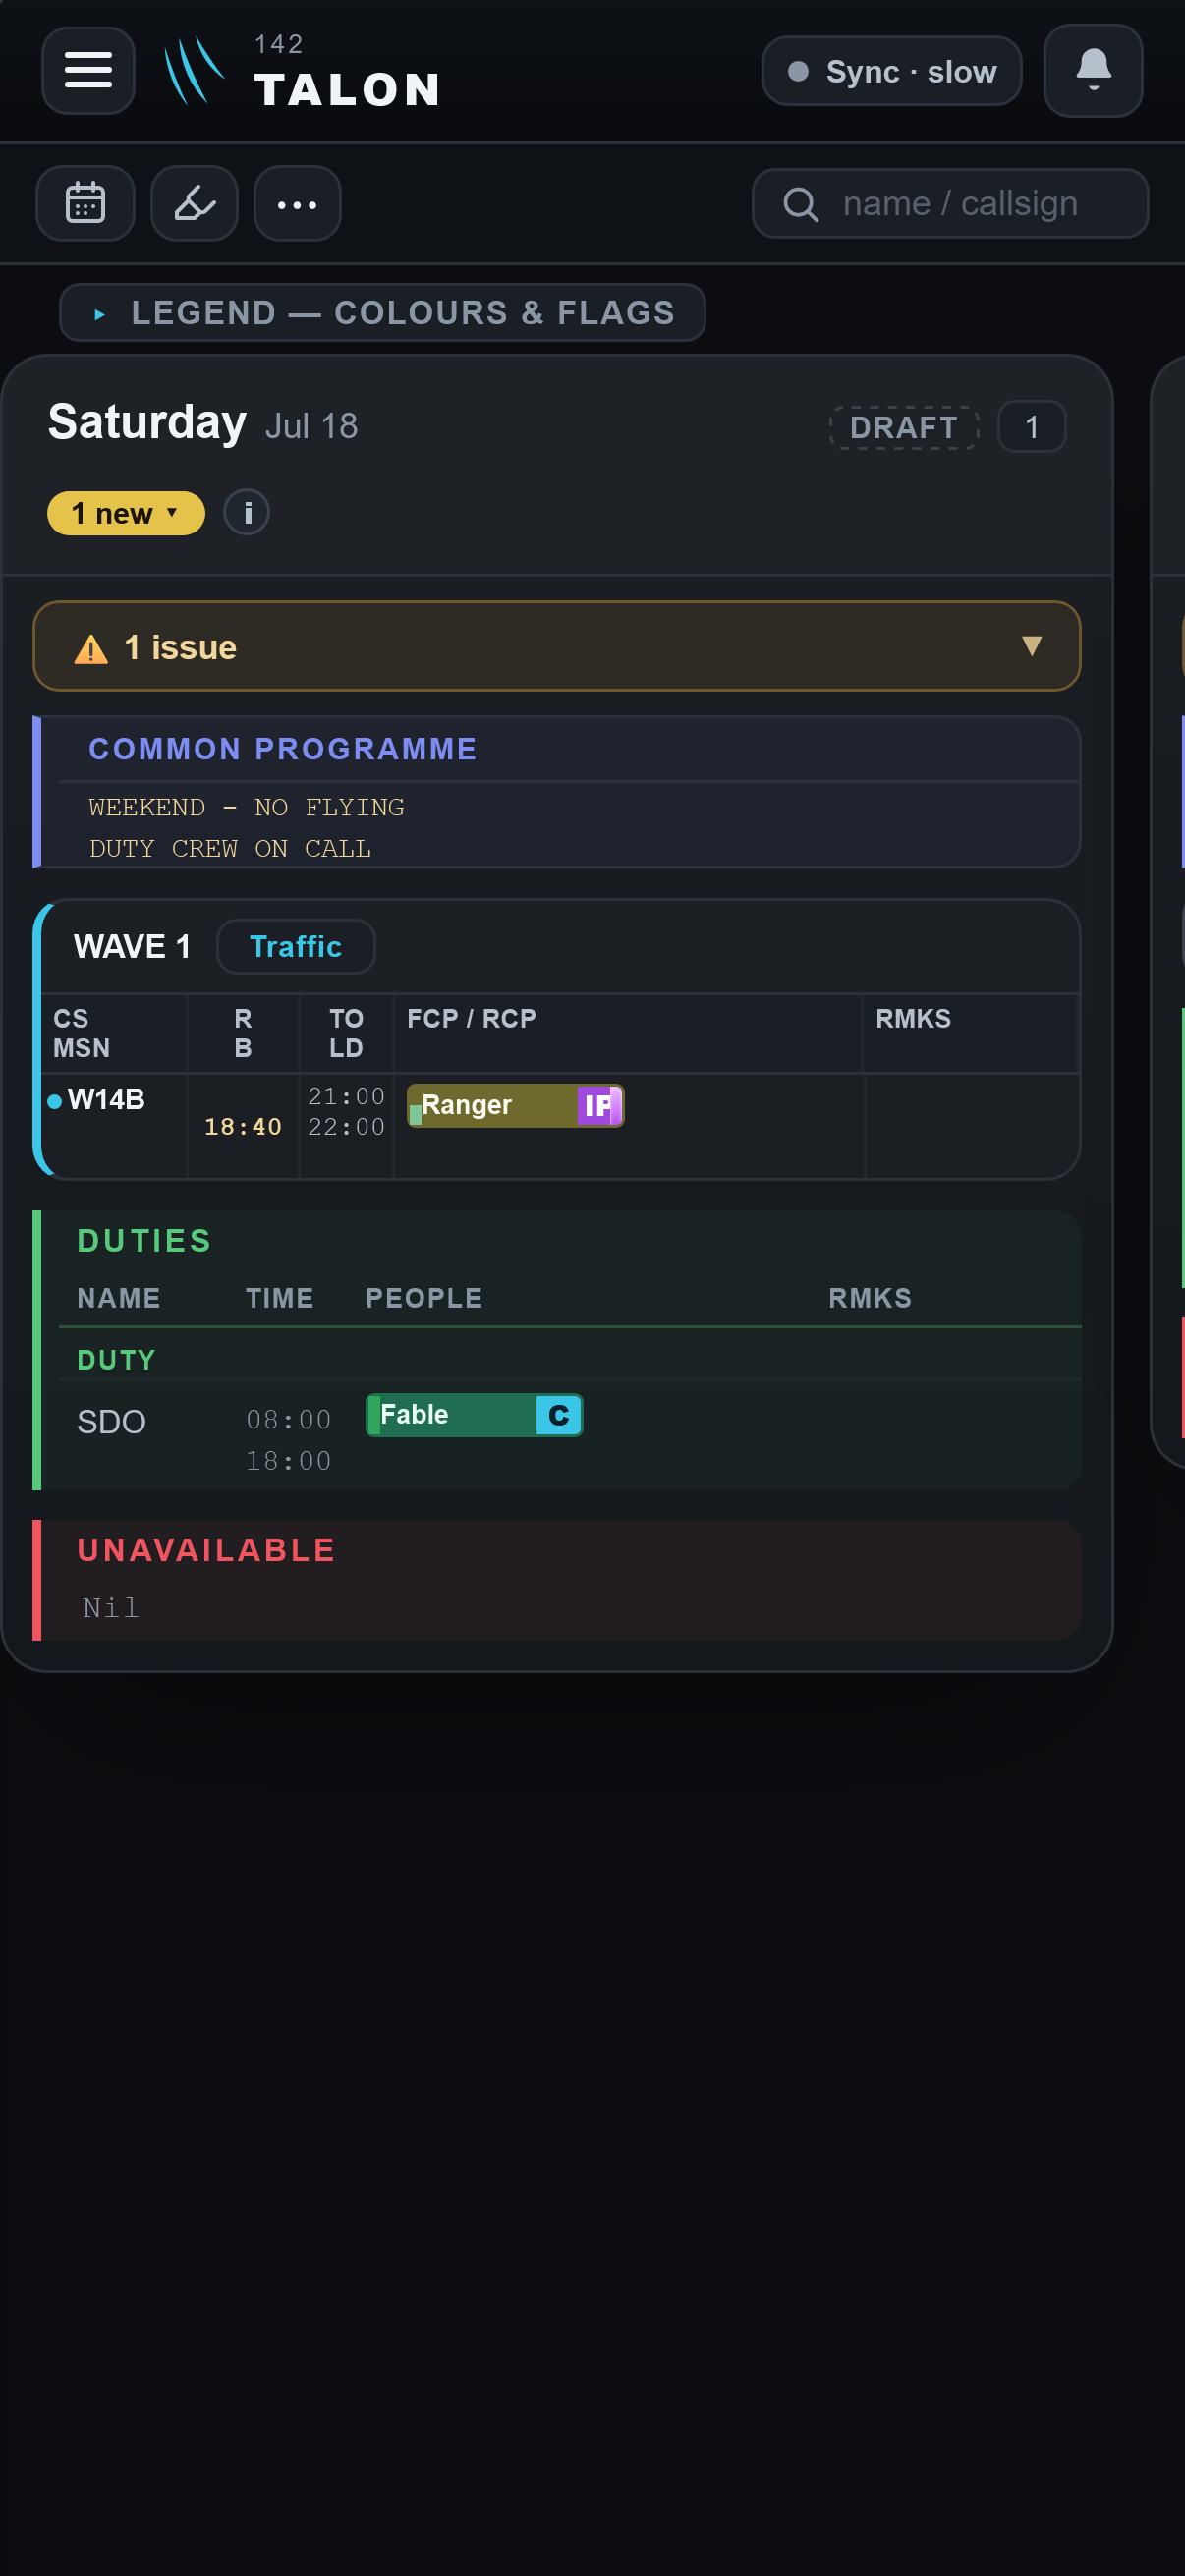 142
TALON
Sync · slow
name / callsign
LEGEND — COLOURS & FLAGS
Saturday Jul 18
DRAFT 1
1 new
i
1 issue
COMMON PROGRAMME
WEEKEND – NO FLYING
DUTY CREW ON CALL
WAVE 1 Traffic
CS R TO FCP / RCP RMKS
MSN B LD
W14B 21:00 Ranger IP
18:40 22:00
DUTIES
NAME TIME PEOPLE RMKS
DUTY
SDO 08:00 Fable C
18:00
UNAVAILABLE
Nil